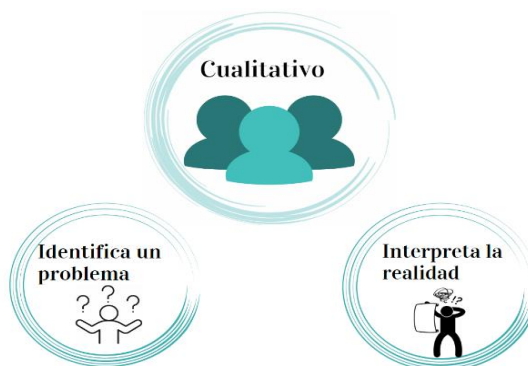 Cualitativo
Identifica un
problema
? ? ?
Interpreta la
realidad
!?